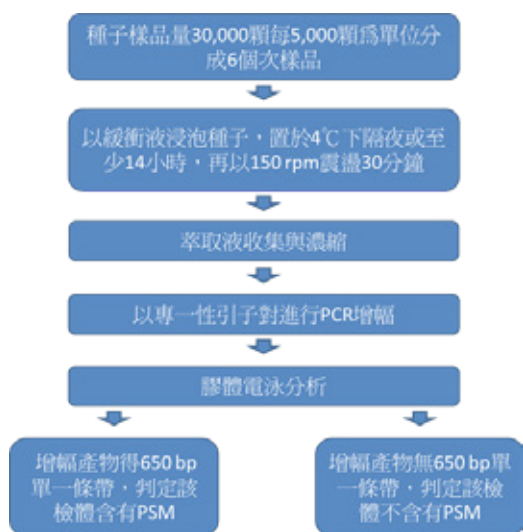 種子樣品量30,000顆每5,000顆爲單位分
成6個次樣品
以緩衝液浸泡種子，置於4℃下隔夜或至
少14小時，再以150 rpm震盪30分鐘
萃取液收集與濃縮
以專一性引子對進行PCR增幅
膠體電泳分析
增幅產物得650 bp
單一條帶，判定該
檢體含有PSM
增幅產物無650 bp單
一條帶，判定該檢
體不含有PSM